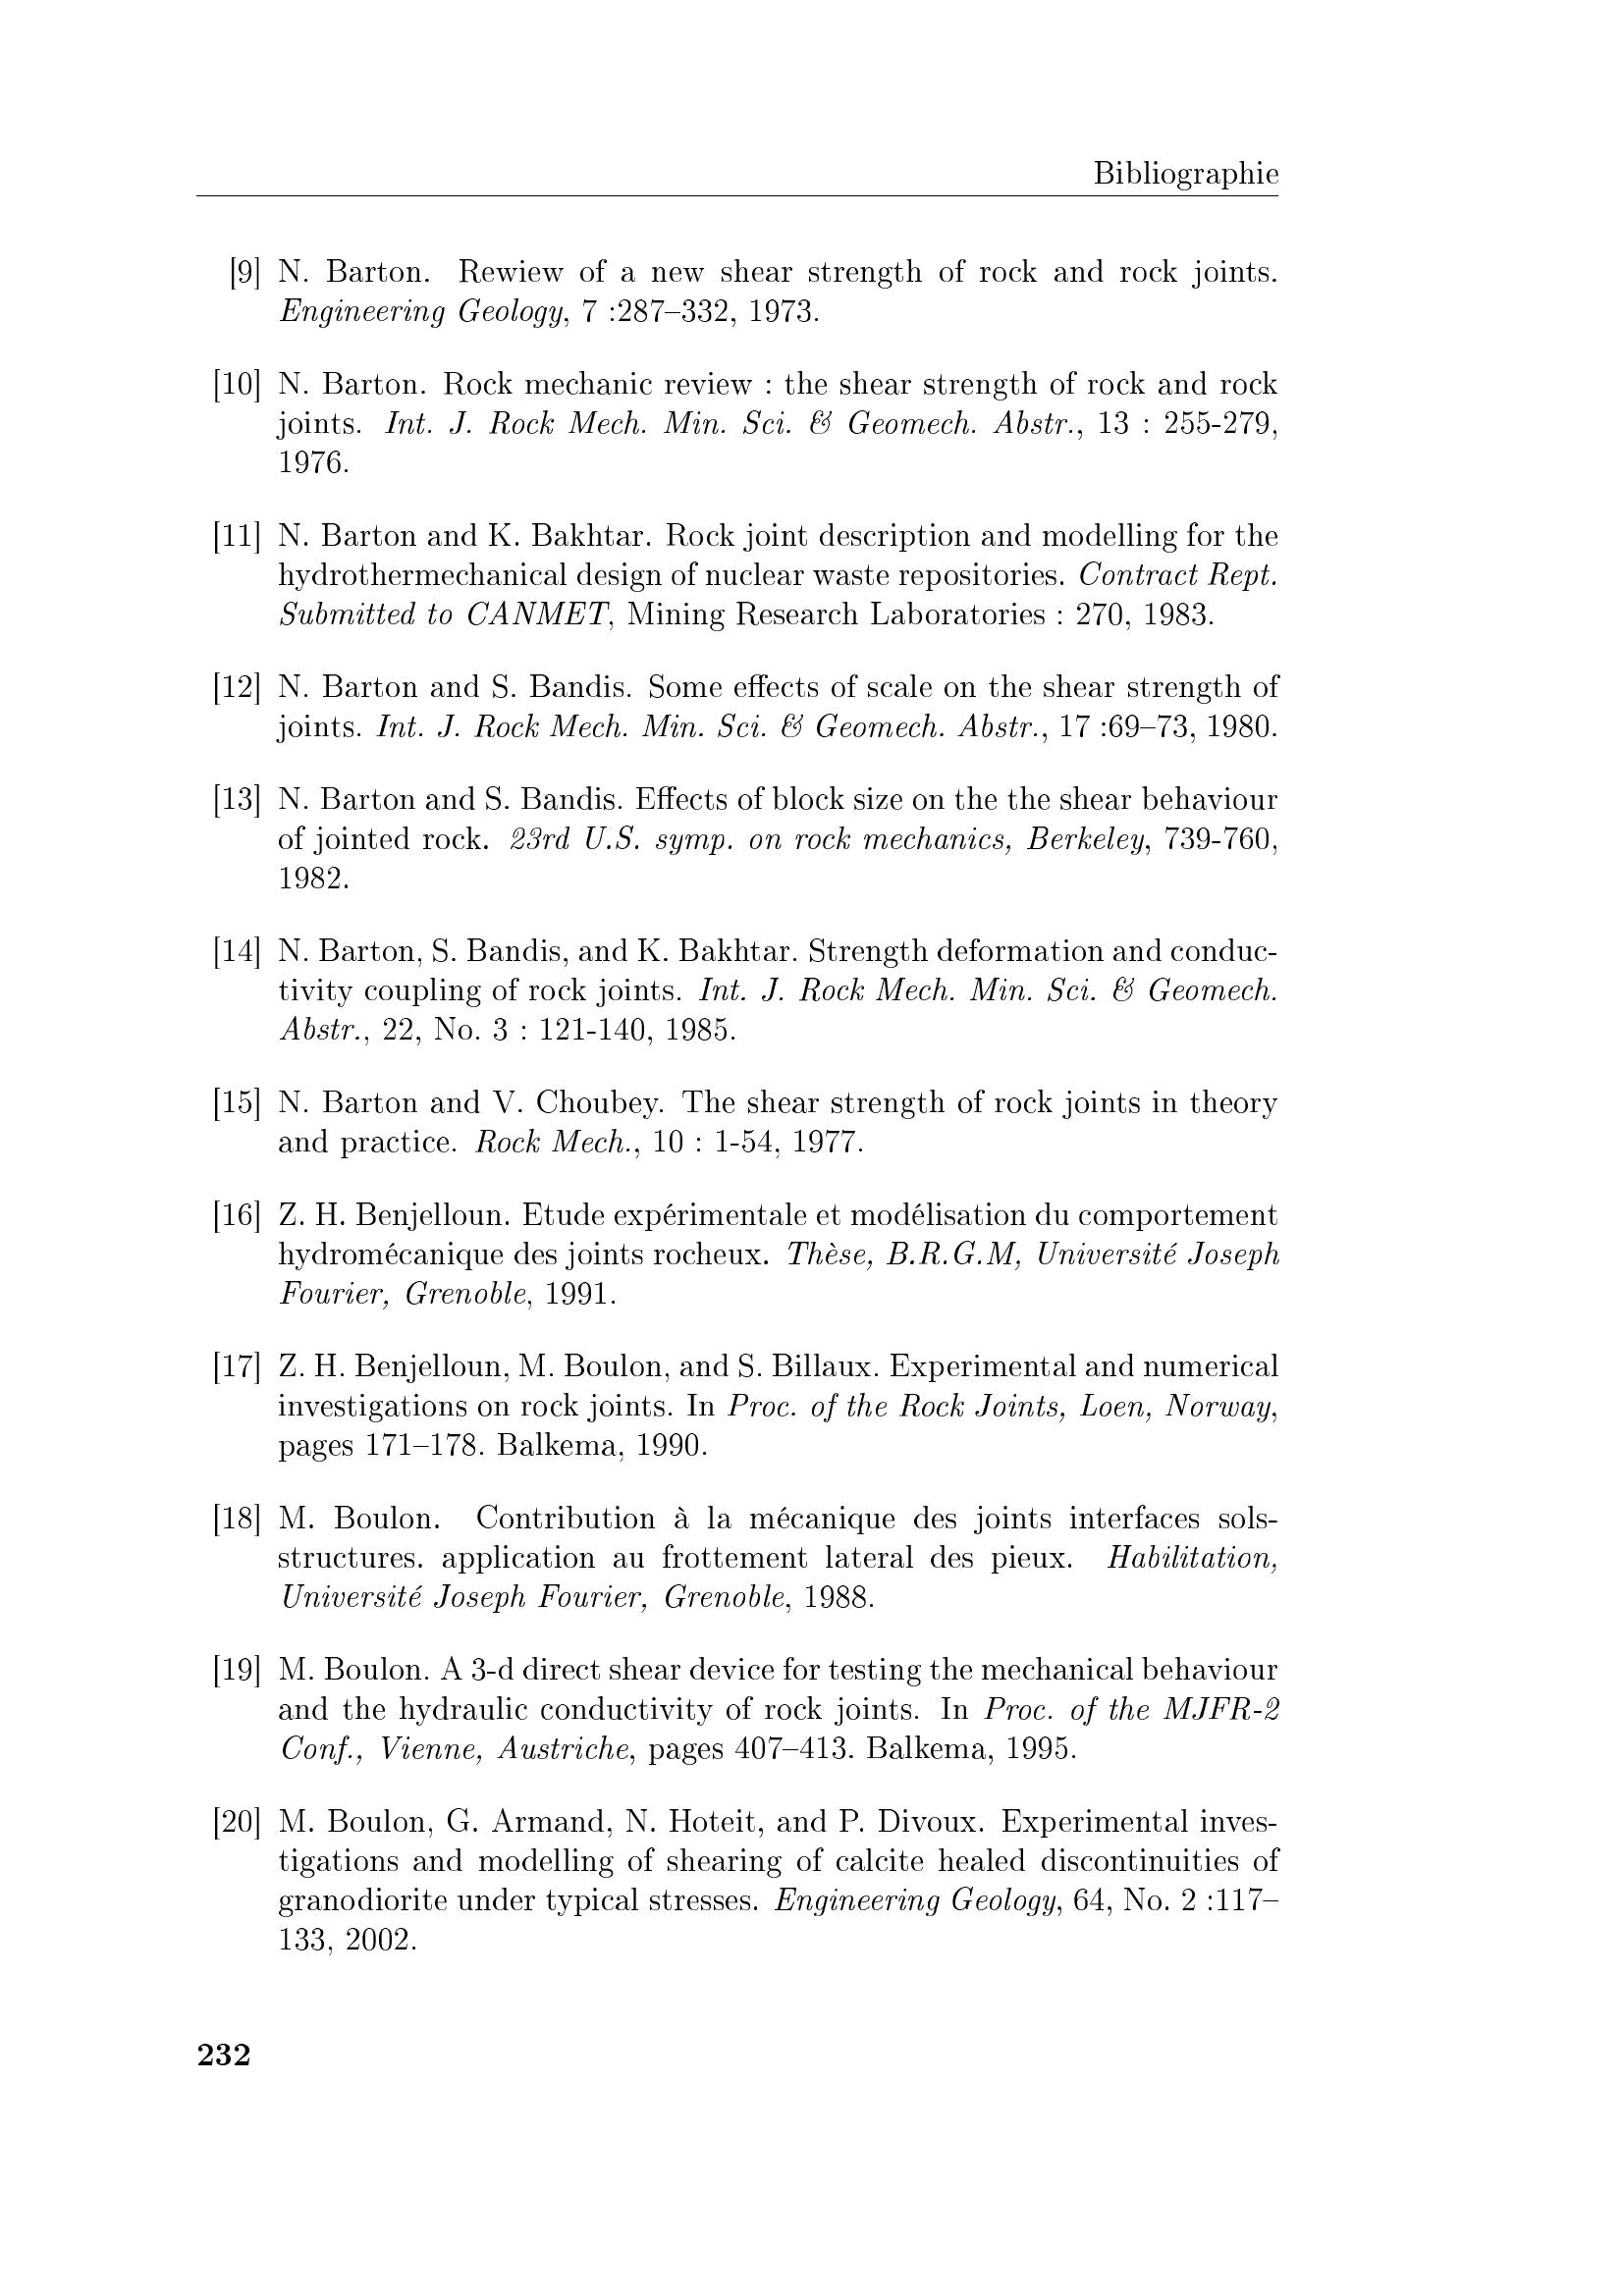 Bibliographie
[9] N. Barton. Rewiew of a new shear strength of rock and rock joints.
Engineering Geology, 7 :287–332, 1973.
[10] N. Barton. Rock mechanic review : the shear strength of rock and rock
joints. Int. J. Rock Mech. Min. Sci. & Geomech. Abstr., 13 : 255-279,
1976.
[11] N. Barton and K. Bakhtar. Rock joint description and modelling for the
hydrothermechanical design of nuclear waste repositories. Contract Rept.
Submitted to CANMET, Mining Research Laboratories : 270, 1983.
[12] N. Barton and S. Bandis. Some effects of scale on the shear strength of
joints. Int. J. Rock Mech. Min. Sci. & Geomech. Abstr., 17 :69–73, 1980.
[13] N. Barton and S. Bandis. Effects of block size on the the shear behaviour
of jointed rock. 23rd U.S. symp. on rock mechanics, Berkeley, 739-760,
1982.
[14] N. Barton, S. Bandis, and K. Bakhtar. Strength deformation and conduc-
tivity coupling of rock joints. Int. J. Rock Mech. Min. Sci. & Geomech.
Abstr., 22, No. 3 : 121-140, 1985.
[15] N. Barton and V. Choubey. The shear strength of rock joints in theory
and practice. Rock Mech., 10 : 1-54, 1977.
[16] Z. H. Benjelloun. Etude expérimentale et modélisation du comportement
hydromécanique des joints rocheux. Thèse, B.R.G.M, Université Joseph
Fourier, Grenoble, 1991.
[17] Z. H. Benjelloun, M. Boulon, and S. Billaux. Experimental and numerical
investigations on rock joints. In Proc. of the Rock Joints, Loen, Norway,
pages 171–178. Balkema, 1990.
[18] M. Boulon. Contribution à la mécanique des joints interfaces sols-
structures. application au frottement lateral des pieux. Habilitation,
Université Joseph Fourier, Grenoble, 1988.
[19] M. Boulon. A 3-d direct shear device for testing the mechanical behaviour
and the hydraulic conductivity of rock joints. In Proc. of the MJFR-2
Conf., Vienne, Austriche, pages 407–413. Balkema, 1995.
[20] M. Boulon, G. Armand, N. Hoteit, and P. Divoux. Experimental inves-
tigations and modelling of shearing of calcite healed discontinuities of
granodiorite under typical stresses. Engineering Geology, 64, No. 2 :117–
133, 2002.
232